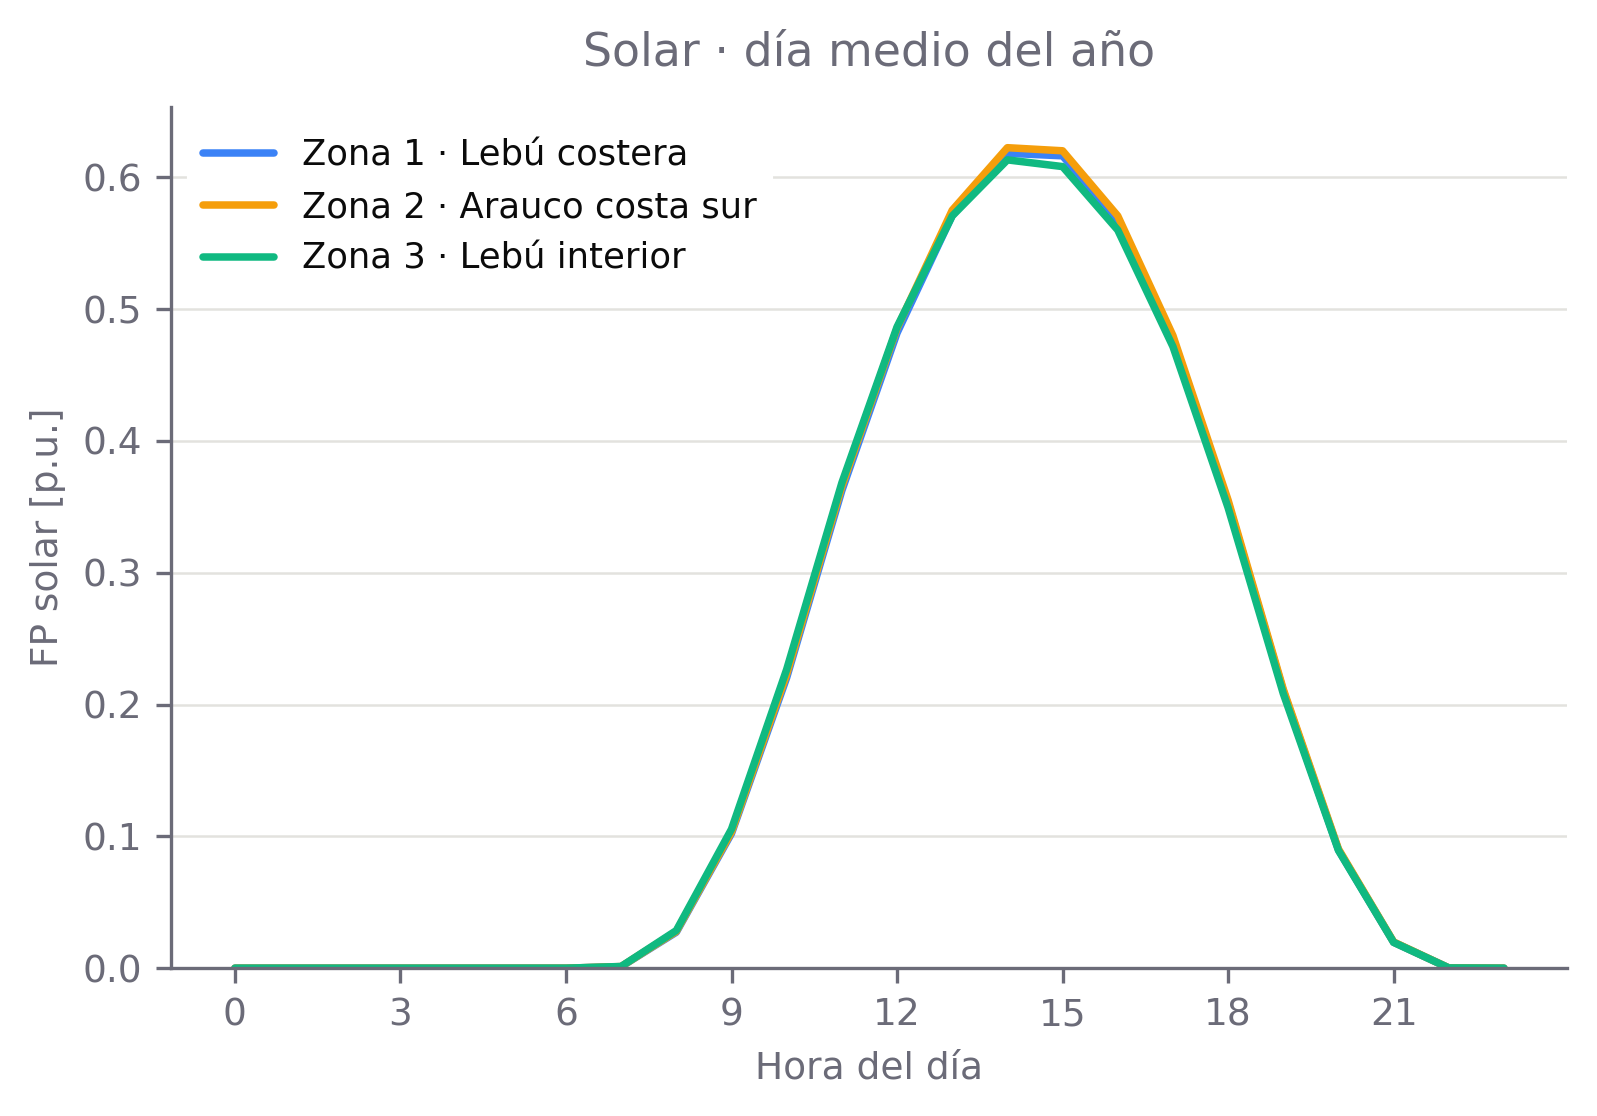 Solar · día medio del año
Zona 1 · Lebú costera
Zona 2 · Arauco costa sur
Zona 3 · Lebú interior
FP solar [p.u.]
0.6
0.5
0.4
0.3
0.2
0.1
0.0
0 3 6 9 12 15 18 21
Hora del día